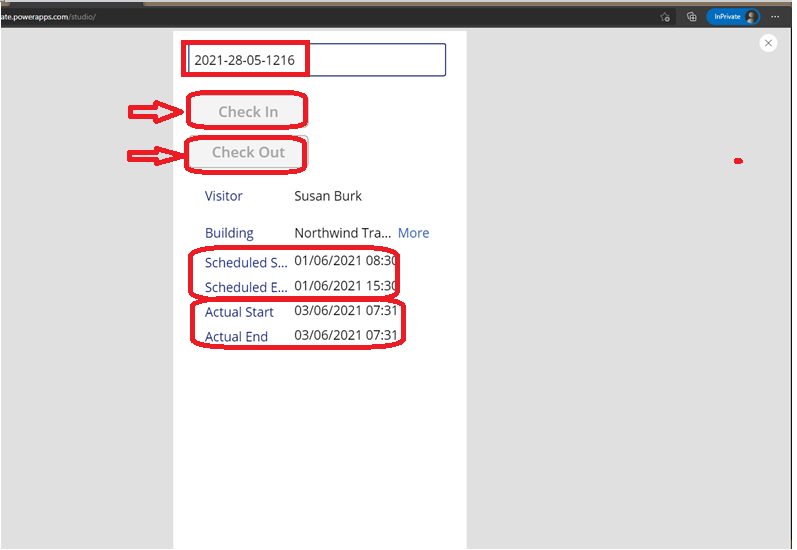 ate.powerapps.com/studio/
InPrivate
2021-28-05-1216
Check In
Check Out
Visitor Susan Burk
Building Northwind Tra... More
Scheduled S... 01/06/2021 08:30
Scheduled E... 01/06/2021 15:30
Actual Start 03/06/2021 07:31
Actual End 03/06/2021 07:31